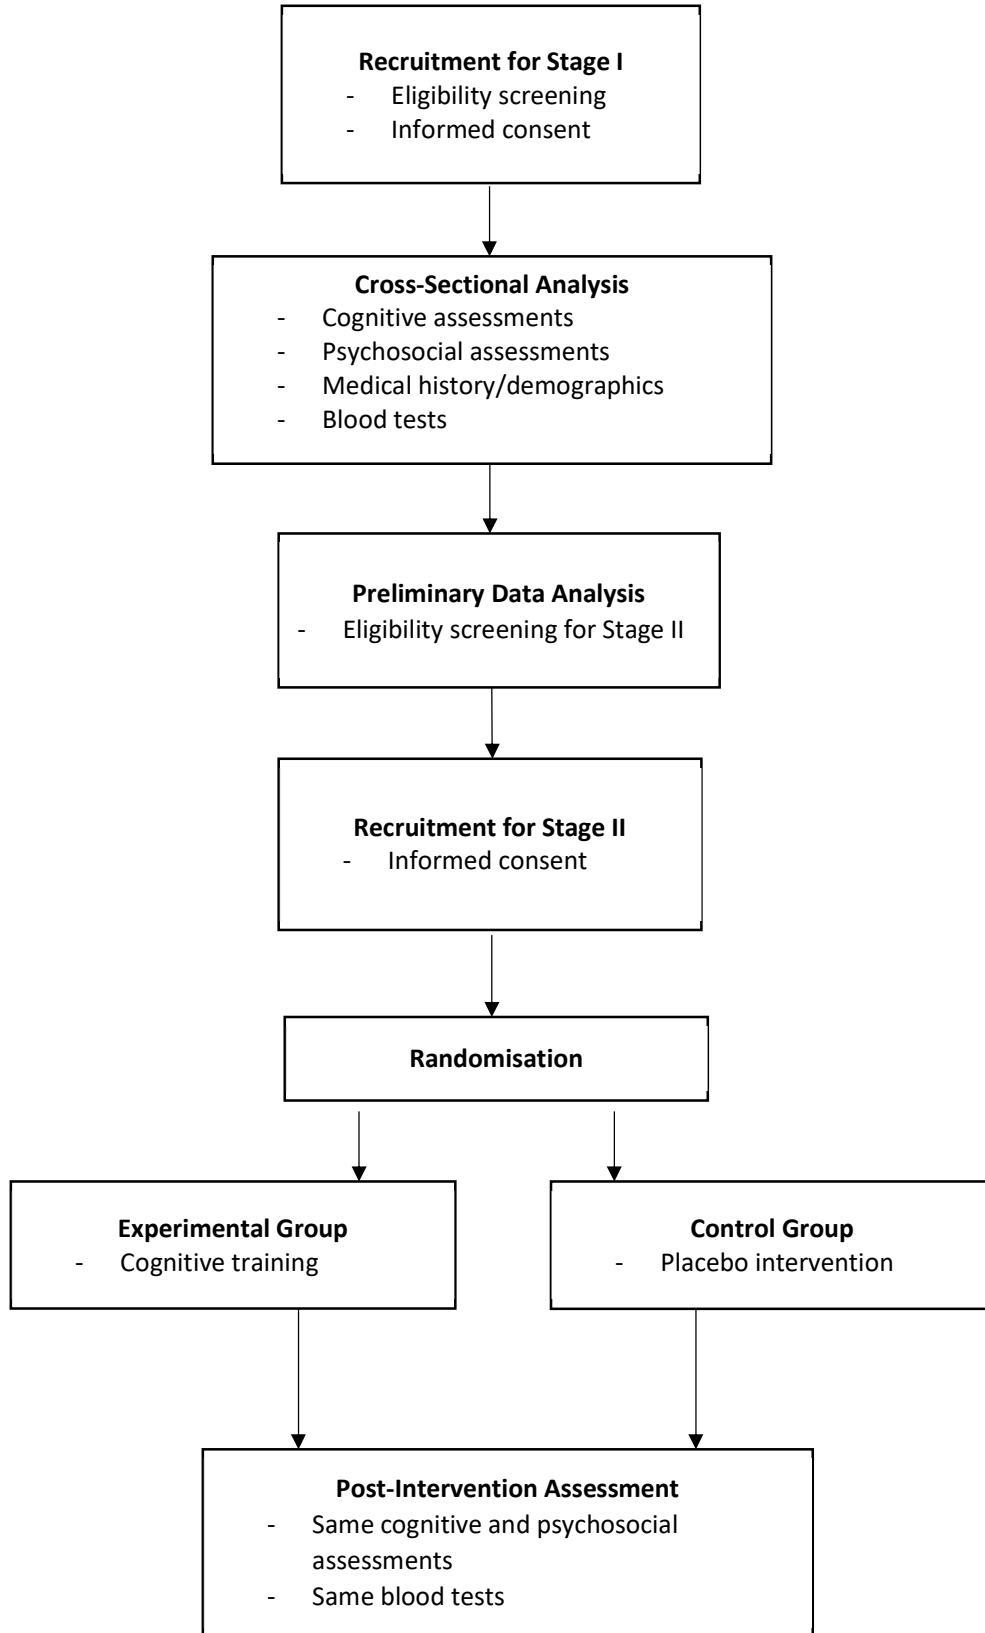 Recruitment for Stage I
- Eligibility screening
- Informed consent
Cross-Sectional Analysis
- Cognitive assessments
- Psychosocial assessments
- Medical history/demographics
- Blood tests
Preliminary Data Analysis
- Eligibility screening for Stage II
Recruitment for Stage II
- Informed consent
Randomisation
Experimental Group
- Cognitive training
Control Group
- Placebo intervention
Post-Intervention Assessment
- Same cognitive and psychosocial
assessments
- Same blood tests